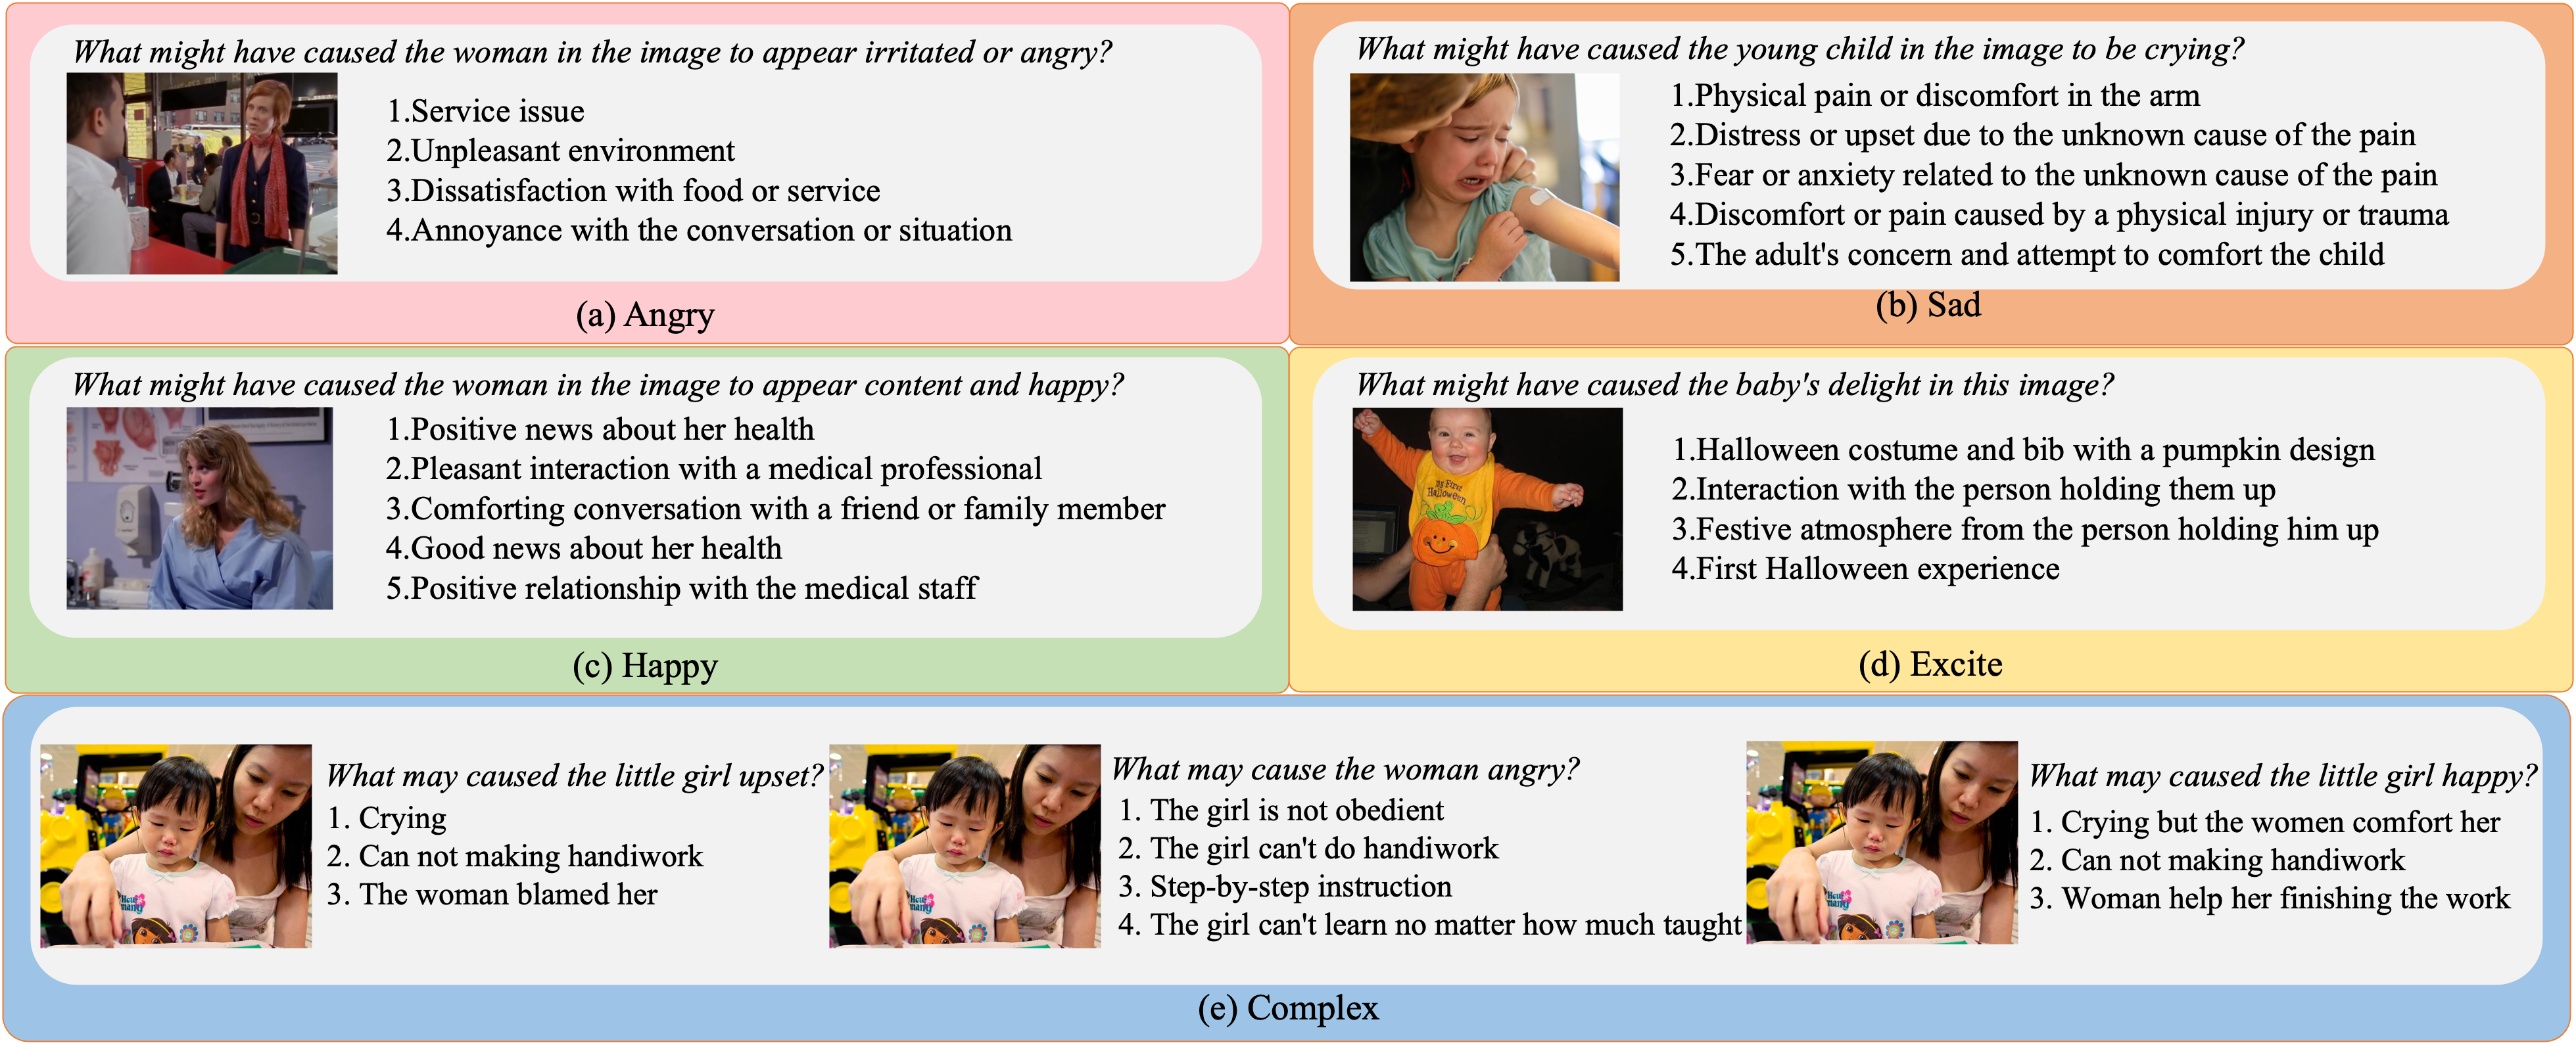 What might have caused the woman in the image to appear irritated or angry?
1.Service issue
2.Unpleasant environment
3.Dissatisfaction with food or service
4.Annoyance with the conversation or situation
(a) Angry
What might have caused the young child in the image to be crying?
1.Physical pain or discomfort in the arm
2.Distress or upset due to the unknown cause of the pain
3.Fear or anxiety related to the unknown cause of the pain
4.Discomfort or pain caused by a physical injury or trauma
5.The adult's concern and attempt to comfort the child
(b) Sad
What might have caused the woman in the image to appear content and happy?
1.Positive news about her health
2.Pleasant interaction with a medical professional
3.Comforting conversation with a friend or family member
4.Good news about her health
5.Positive relationship with the medical staff
(c) Happy
What might have caused the baby's delight in this image?
My First
Halloween
1.Halloween costume and bib with a pumpkin design
2.Interaction with the person holding them up
3.Festive atmosphere from the person holding him up
4.First Halloween experience
(d) Excite
What may caused the little girl upset?
1. Crying
2. Can not making handiwork
3. The woman blamed her
What may cause the woman angry?
1. The girl is not obedient
2. The girl can't do handiwork
3. Step-by-step instruction
4. The girl can't learn no matter how much taught
What may caused the little girl happy?
1. Crying but the women comfort her
2. Can not making handiwork
3. Woman help her finishing the work
(e) Complex